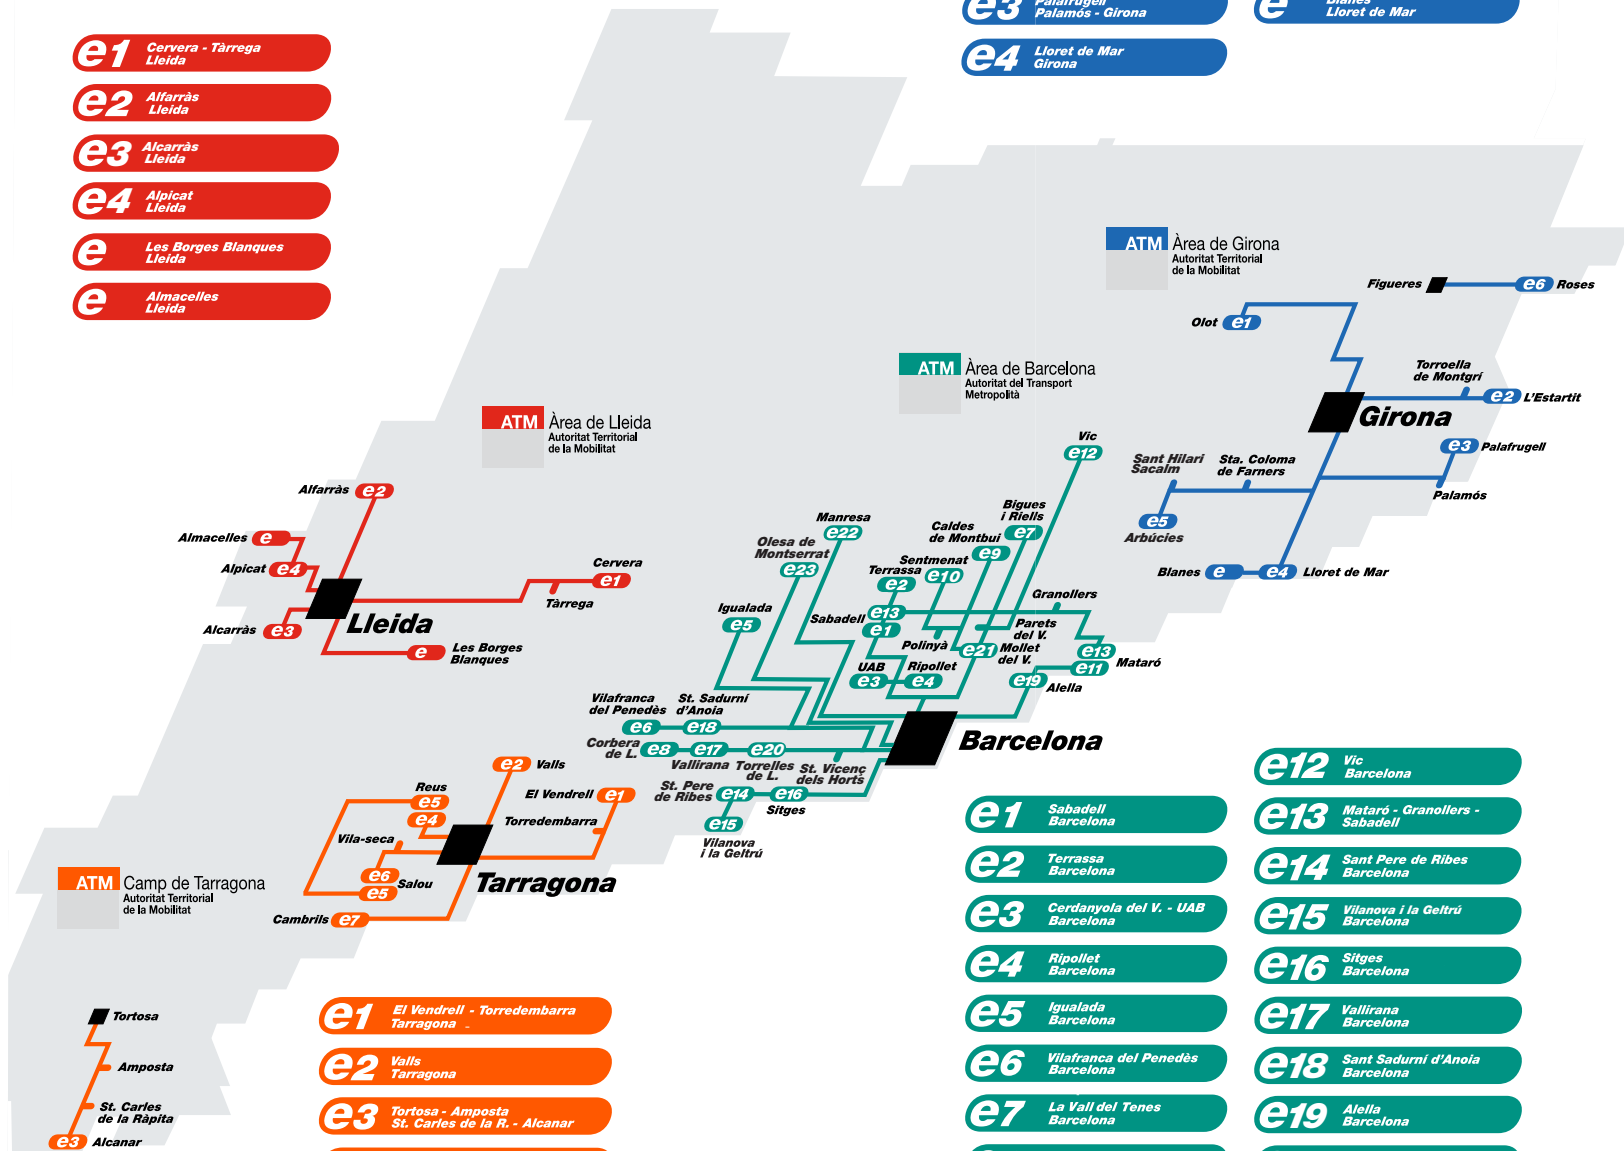 e3 Palafrugell
Palamós - Girona
e Blanes
Lloret de Mar
e4 Lloret de Mar
Girona
e1 Cervera - Tàrrega
Lleida
e2 Alfarràs
Lleida
e3 Alcarràs
Lleida
e4 Alpicat
Lleida
e Les Borges Blanques
Lleida
e Almacelles
Lleida
ATM Àrea de Girona
Autoritat Territorial
de la Mobilitat
Figueres e6 Roses
Olot e1
Torroella
de Montgrí
e2 L'Estartit
Girona
e3 Palafrugell
Palamós
Sant Hilari
Sacalm
Sta. Coloma
de Farners
e5
Arbúcies
Blanes e e4 Lloret de Mar
ATM Àrea de Barcelona
Autoritat del Transport
Metropolità
ATM Àrea de Lleida
Autoritat Territorial
de la Mobilitat
Alfarràs e2
Almacelles e
Alpicat e4
Alcarràs e3
Lleida
Cervera
e1
Tàrrega
e Les Borges
Blanques
Vic
e12
Bigues
i Riells
e7
Caldes
de Montbui
e9
Manresa
e22
Olesa de
Montserrat
e23
Sentmenat
e10
Terrassa
e2
Igualada
e5
Granollers
Sabadell e13
e1
Polinyà
Parets
del V.
e21 Mollet
del V.
e13
e11
Mataró
UAB
e3
Ripollet
e4
e19
Alella
Vilafranca
del Penedès
e6
St. Sadurní
d'Anoia
e18
Barcelona
Corbera
de L.
e8 e17 e20
Vallirana
Torrelles
de L.
St. Vicenç
dels Horts
St. Pere
de Ribes
e14 e16
Sitges
e15
Vilanova
i la Geltrú
e2 Valls
Reus
e5
e4
El Vendrell e1
Torredembarra
Vila-seca
e6
e5
Salou
Tarragona
Cambrils e7
ATM Camp de Tarragona
Autoritat Territorial
de la Mobilitat
Tortosa
Amposta
St. Carles
de la Ràpita
e3 Alcanar
e1 El Vendrell - Torredembarra
Tarragona
e2 Valls
Tarragona
e3 Tortosa - Amposta
St. Carles de la R. - Alcanar
e1 Sabadell
Barcelona
e2 Terrassa
Barcelona
e3 Cerdanyola del V. - UAB
Barcelona
e4 Ripollet
Barcelona
e5 Igualada
Barcelona
e6 Vilafranca del Penedès
Barcelona
e7 La Vall del Tenes
Barcelona
e12 Vic
Barcelona
e13 Mataró - Granollers -
Sabadell
e14 Sant Pere de Ribes
Barcelona
e15 Vilanova i la Geltrú
Barcelona
e16 Sitges
Barcelona
e17 Vallirana
Barcelona
e18 Sant Sadurní d'Anoia
Barcelona
e19 Alella
Barcelona